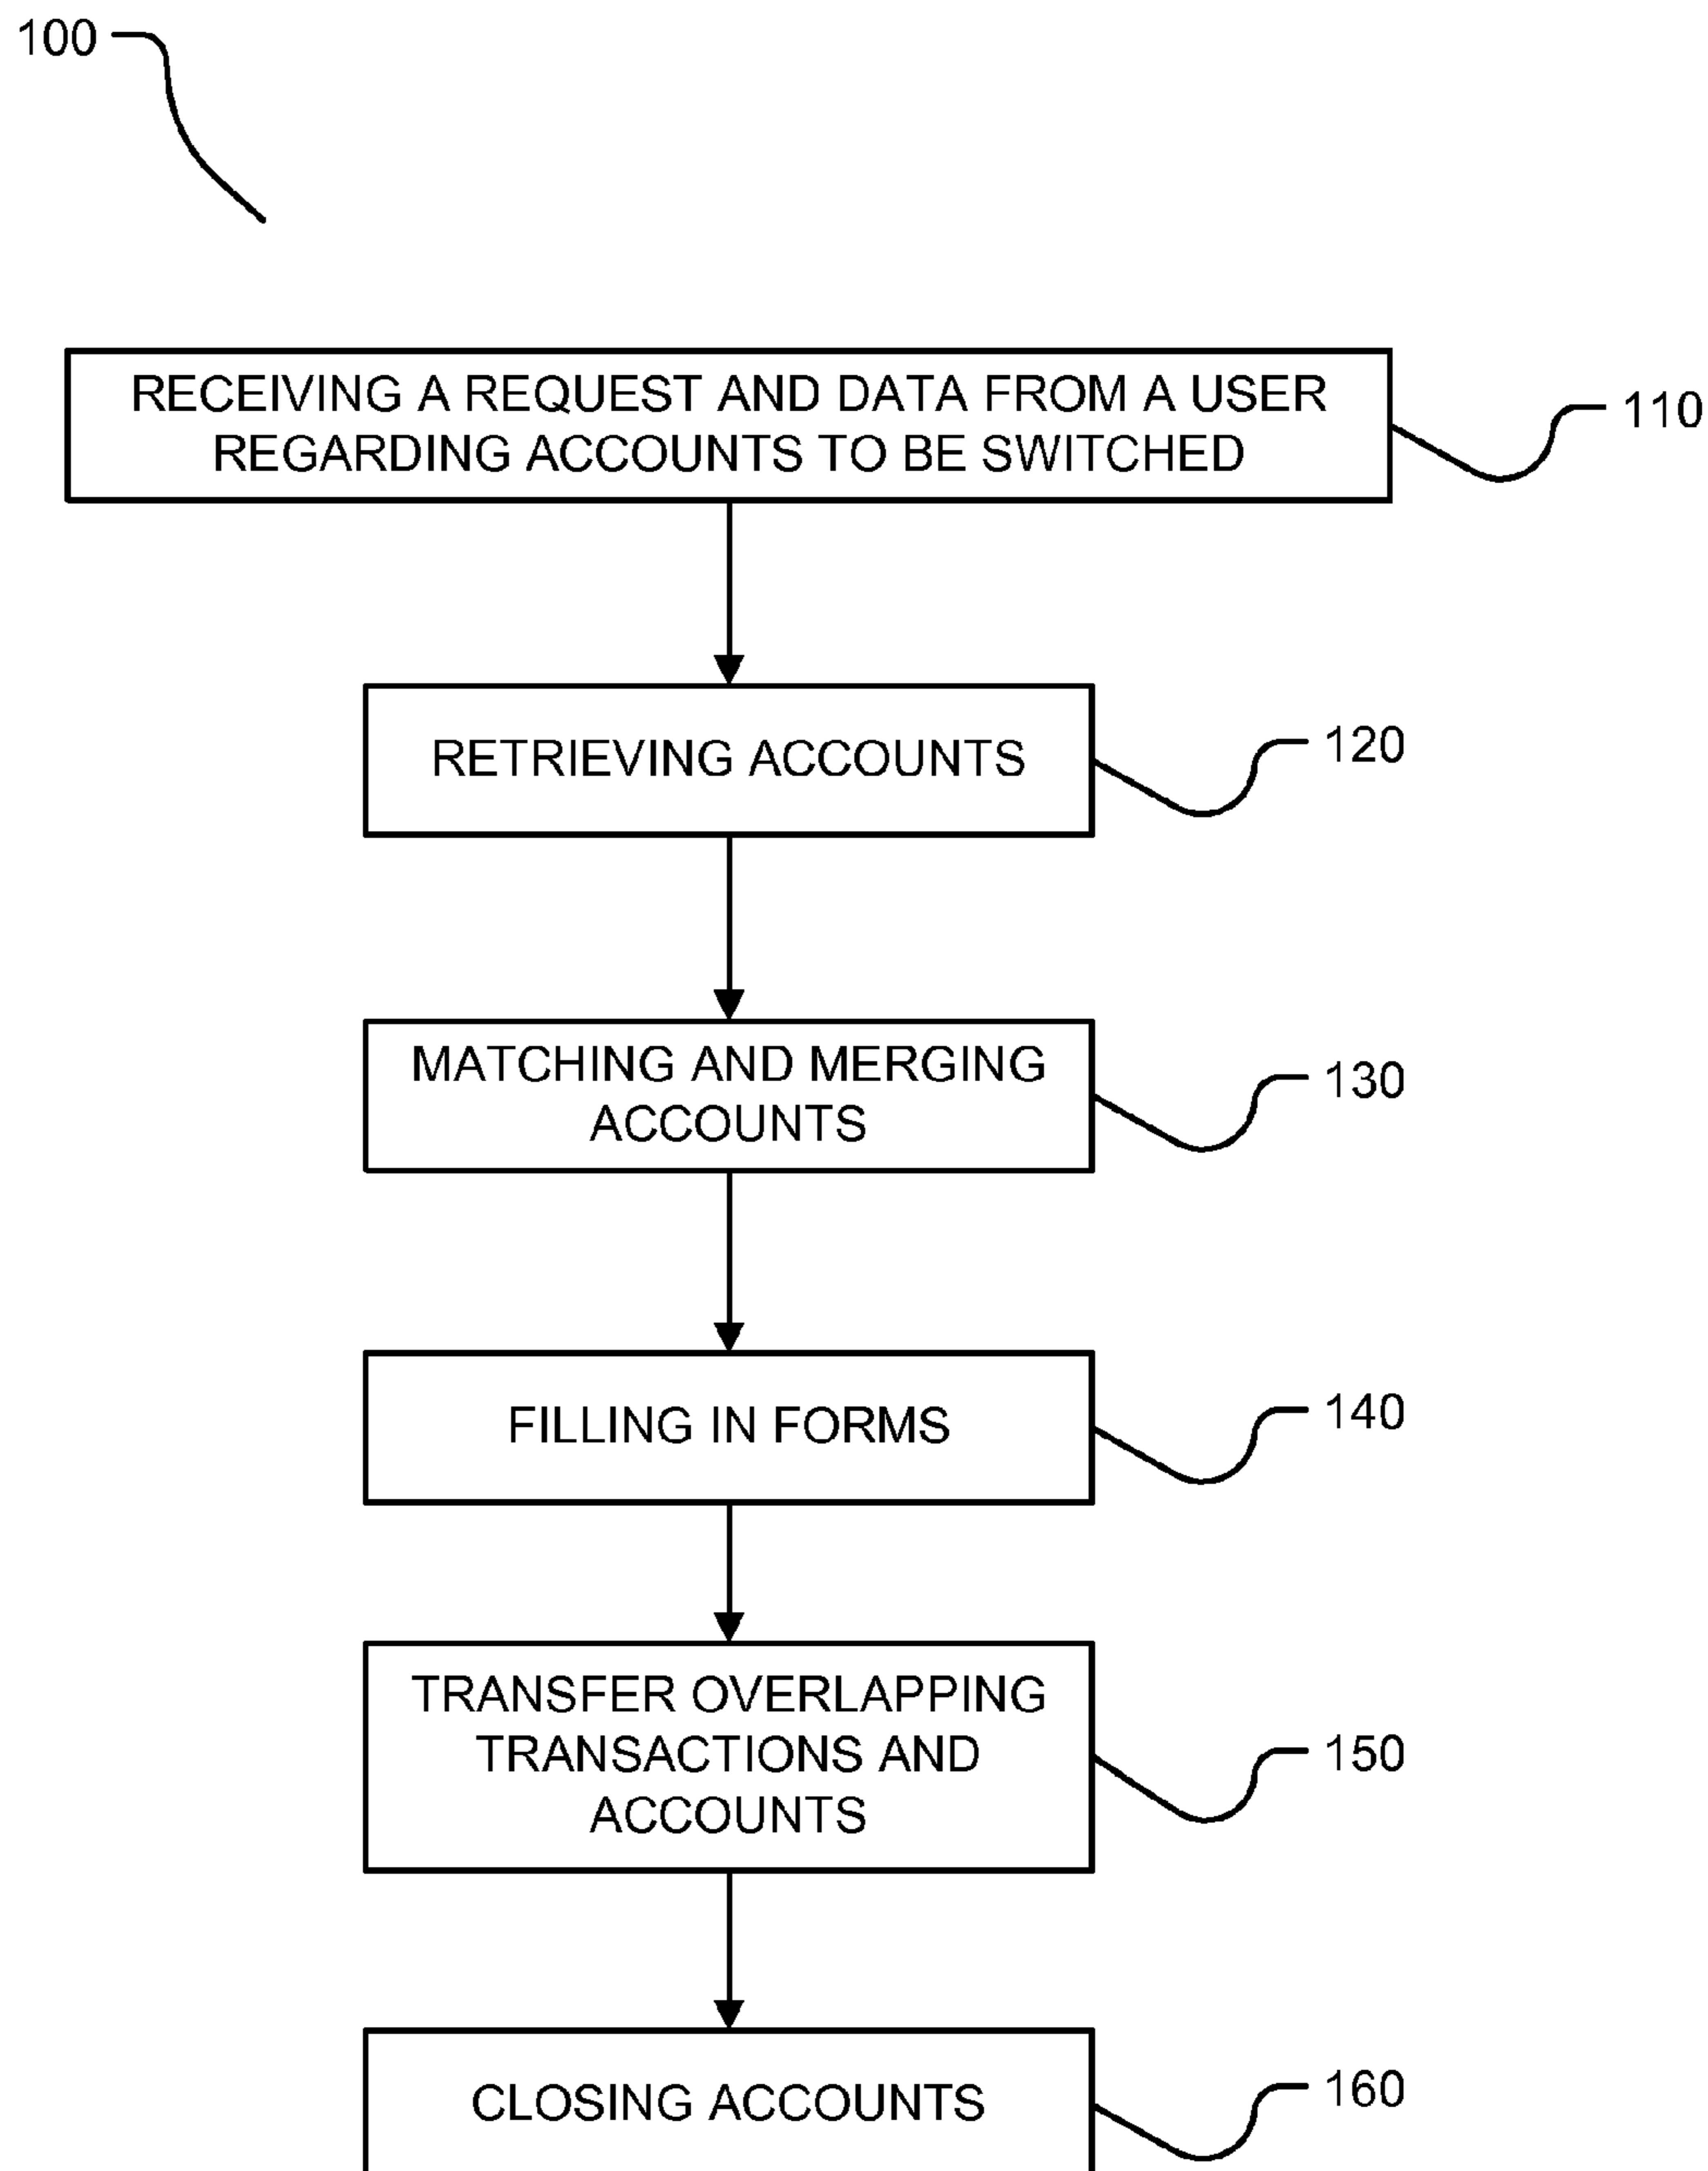 100
RECEIVING A REQUEST AND DATA FROM A USER
REGARDING ACCOUNTS TO BE SWITCHED
110
RETRIEVING ACCOUNTS
120
MATCHING AND MERGING
ACCOUNTS
130
FILLING IN FORMS
140
TRANSFER OVERLAPPING
TRANSACTIONS AND
ACCOUNTS
150
CLOSING ACCOUNTS
160